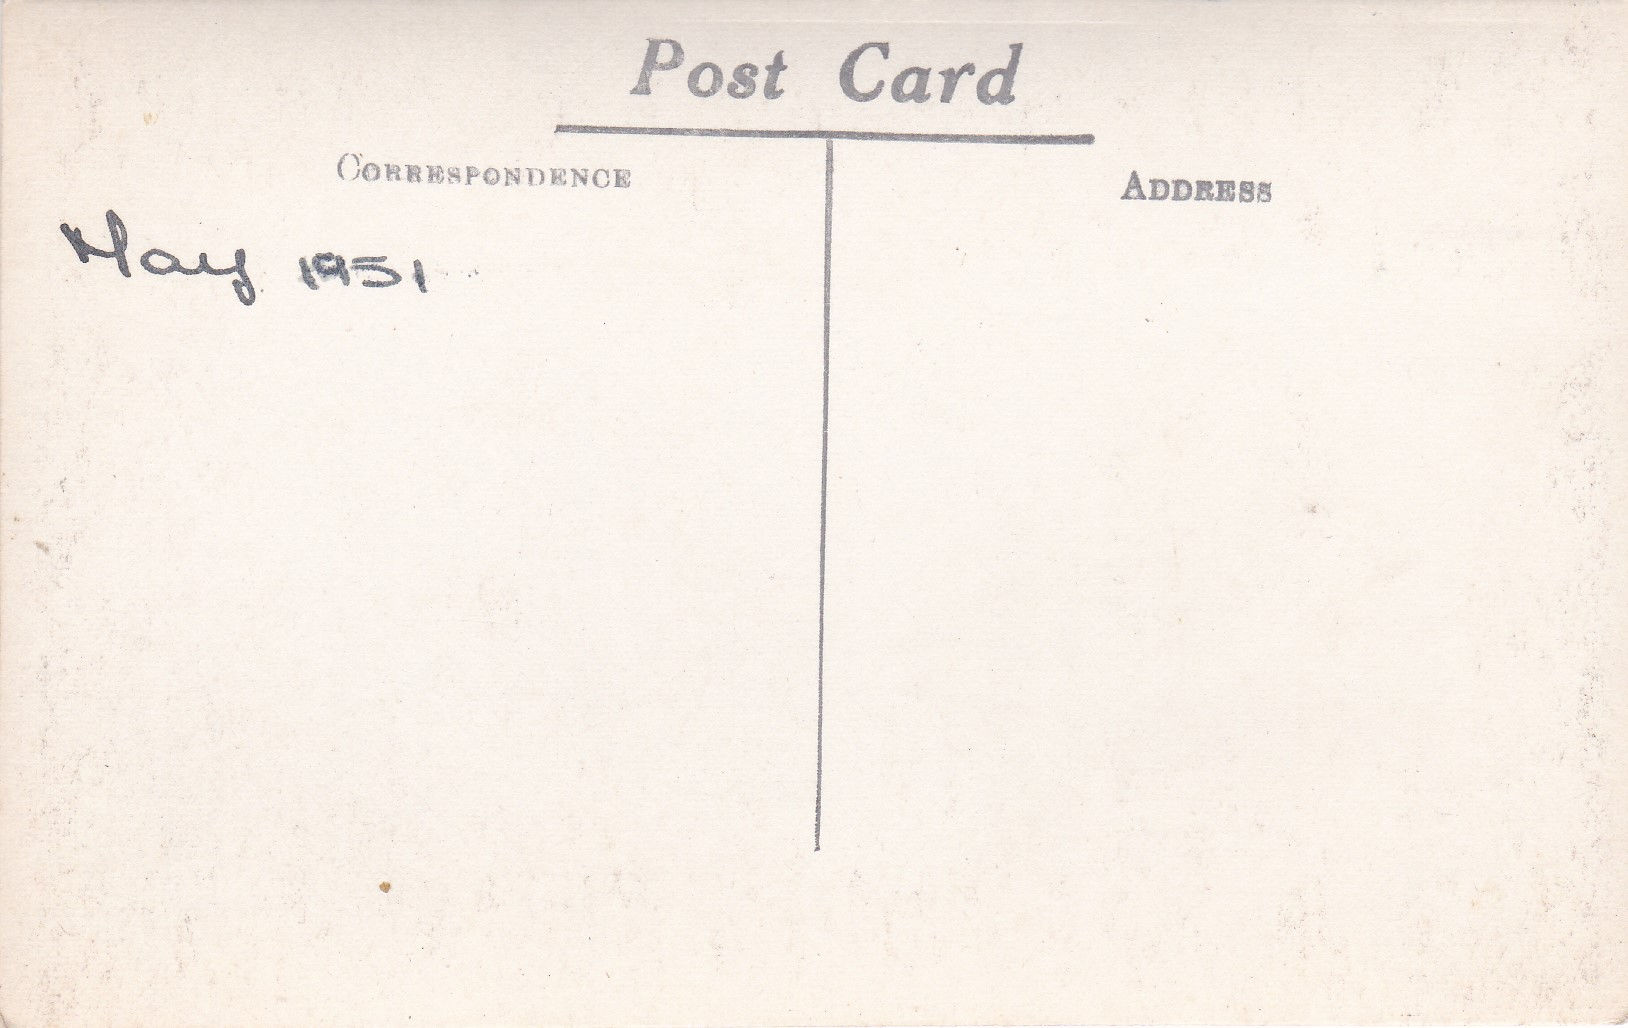 Post Card
CORRESPONDENCE
ADDRESS
May 1951